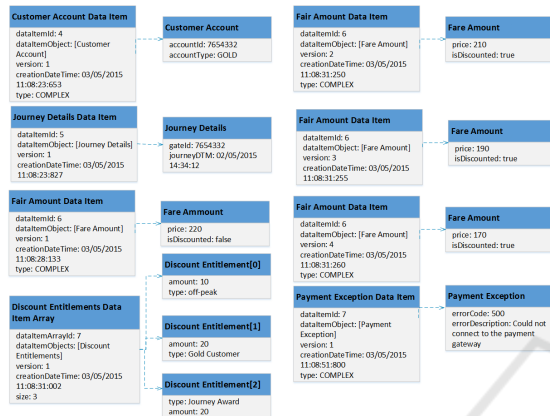 Customer Account Data Item
dataItemId: 4
dataItemObject: [Customer
Account]
version: 1
creationDateTime: 03/05/2015
11:08:23:653
type: COMPLEX
Customer Account
accountId: 7654332
accountType: GOLD
Journey Details Data Item
dataItemId: 5
dataItemObject: [Journey Details]
version: 1
creationDateTime: 03/05/2015
11:08:23:827
Journey Details
gateId: 7654332
journeyDTM: 02/05/2015
14:34:12
Fair Amount Data Item
dataItemId: 6
dataItemObject: [Fare Amount]
version: 1
creationDateTime: 03/05/2015
11:08:28:133
type: COMPLEX
Fare Ammount
price: 220
isDiscounted: false
Discount Entitlements Data
Item Array
dataItemArrayId: 7
dataItemObjects: [Discount
Entitlements]
version: 1
creationDateTime: 03/05/2015
11:08:31:002
size: 3
Discount Entitlement[0]
amount: 10
type: off-peak
Discount Entitlement[1]
amount: 20
type: Gold Customer
Discount Entitlement[2]
type: Journey Award
amount: 20
Fair Amount Data Item
dataItemId: 6
dataItemObject: [Fare Amount]
version: 2
creationDateTime: 03/05/2015
11:08:31:250
type: COMPLEX
Fare Amount
price: 210
isDiscounted: true
Fair Amount Data Item
dataItemId: 6
dataItemObject: [Fare Amount]
version: 3
creationDateTime: 03/05/2015
11:08:31:255
Fare Amount
price: 190
isDiscounted: true
Fair Amount Data Item
dataItemId: 6
dataItemObject: [Fare Amount]
version: 4
creationDateTime: 03/05/2015
11:08:31:260
type: COMPLEX
Fare Amount
price: 170
isDiscounted: true
Payment Exception Data Item
dataItemId: 7
dataItemObject: [Payment
Exception]
version: 1
creationDateTime: 03/05/2015
11:08:51:800
type: COMPLEX
Payment Exception
errorCode: 500
errorDescription: Could not
connect to the payment
gateway